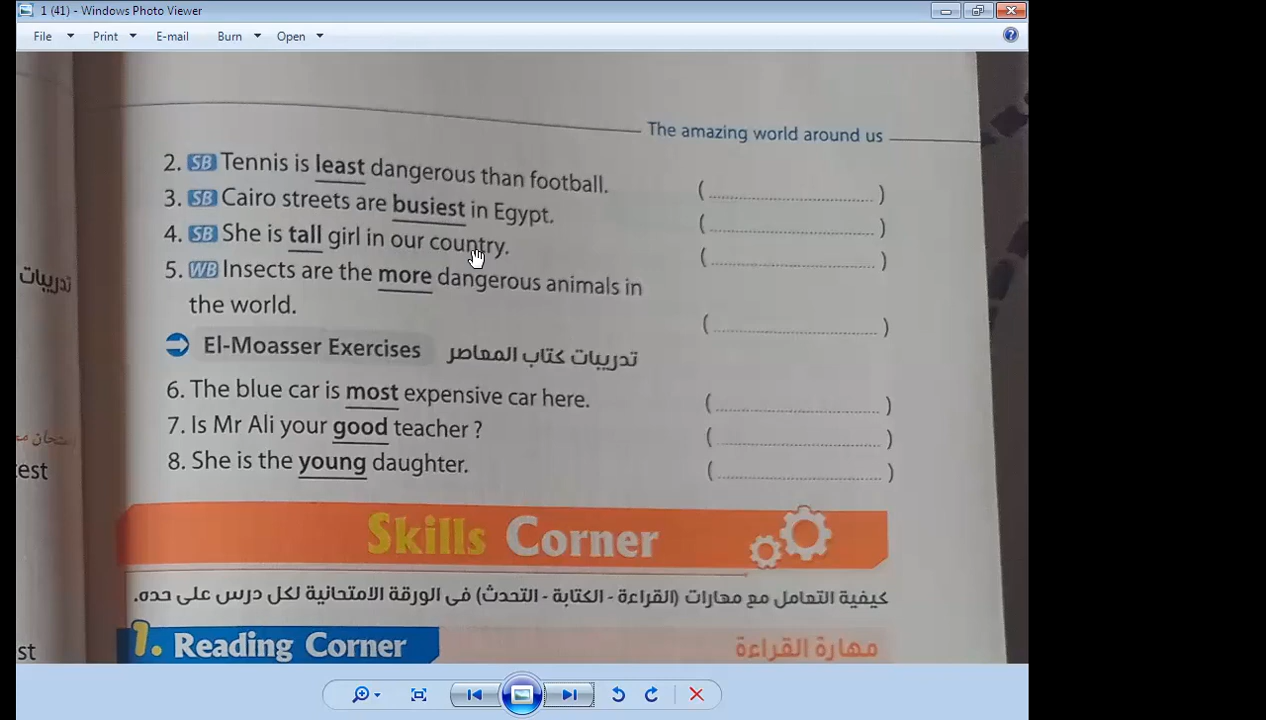 1 (41) - Windows Photo Viewer
File Print E-mail Burn Open
The amazing world around us
2. SB Tennis is least dangerous than football. (........................)
3. SB Cairo streets are busiest in Egypt. (........................)
4. SB She is tall girl in our country. (........................)
5. WB Insects are the more dangerous animals in
the world. (........................)
El-Moasser Exercises تدريبات كتاب المعاصر
6. The blue car is most expensive car here. (........................)
7. Is Mr Ali your good teacher ? (........................)
8. She is the young daughter. (........................)
تدريبات
test
Skills Corner
كيفية التعامل مع مهارات (القراءة - الكتابة - التحدث) فى الورقة الامتحانية لكل درس على حده.
1. Reading Corner مهارة القراءة
st